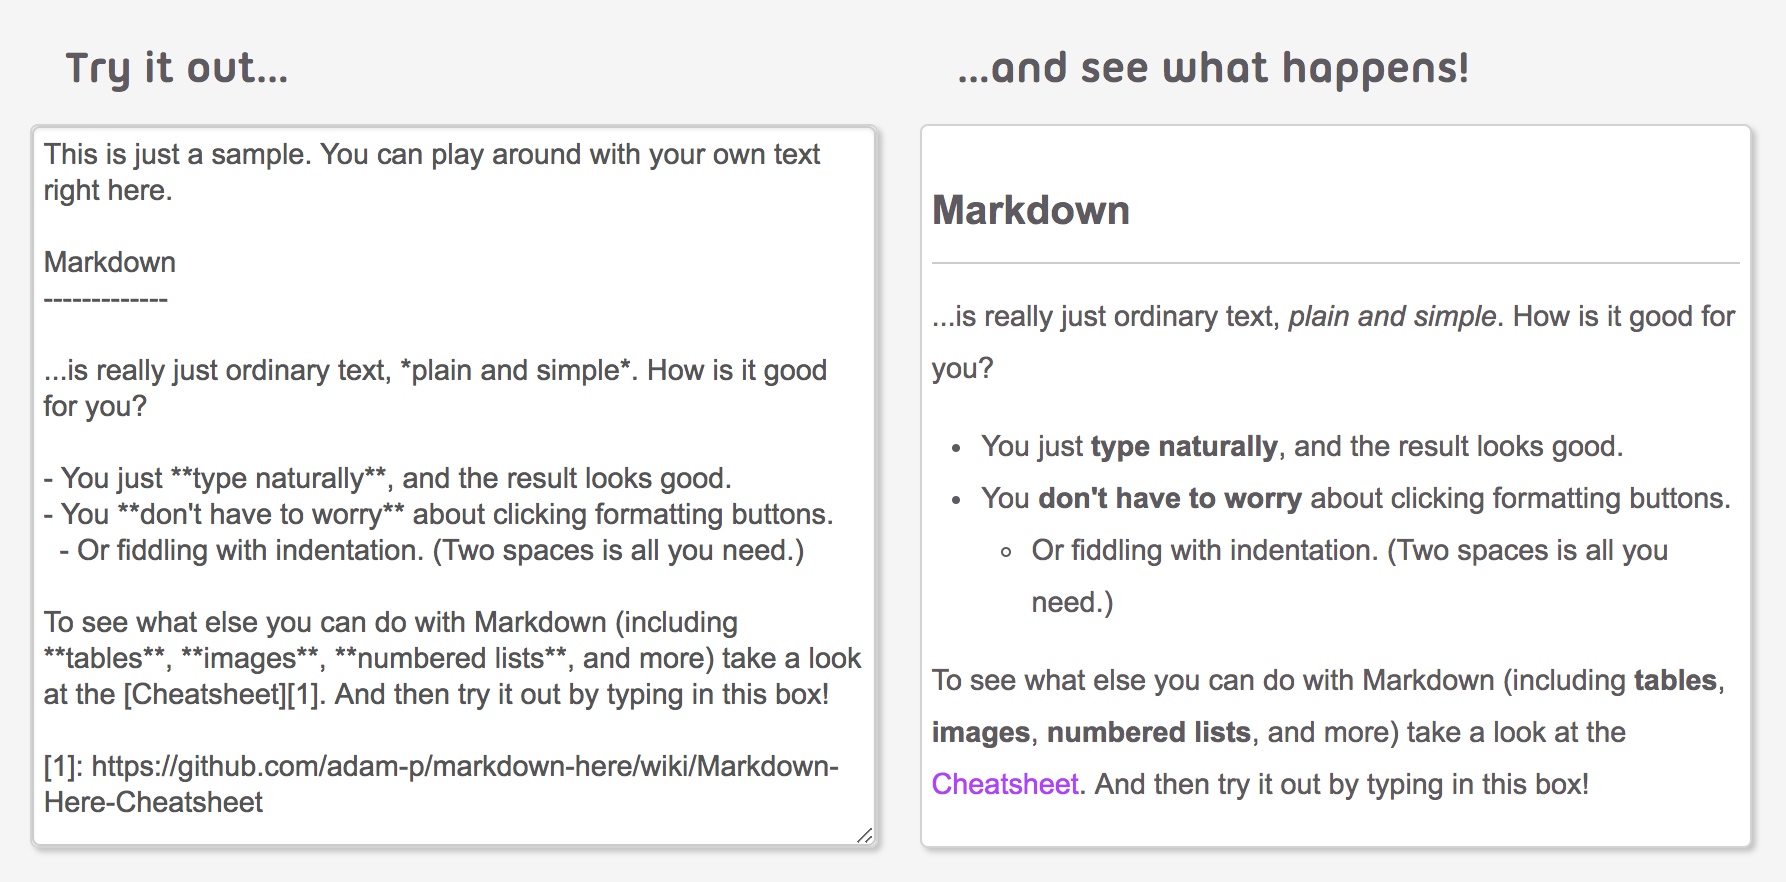 Try it out...
This is just a sample. You can play around with your own text
right here.
Markdown
-------------
...is really just ordinary text, *plain and simple*. How is it good
for you?
- You just **type naturally**, and the result looks good.
- You **don't have to worry** about clicking formatting buttons.
  - Or fiddling with indentation. (Two spaces is all you need.)
To see what else you can do with Markdown (including
**tables**, **images**, **numbered lists**, and more) take a look
at the [Cheatsheet][1]. And then try it out by typing in this box!
[1]: https://github.com/adam-p/markdown-here/wiki/Markdown-
Here-Cheatsheet
...and see what happens!
Markdown
...is really just ordinary text, plain and simple. How is it good for
you?
• You just type naturally, and the result looks good.
• You don't have to worry about clicking formatting buttons.
◦ Or fiddling with indentation. (Two spaces is all you
need.)
To see what else you can do with Markdown (including tables,
images, numbered lists, and more) take a look at the
Cheatsheet. And then try it out by typing in this box!